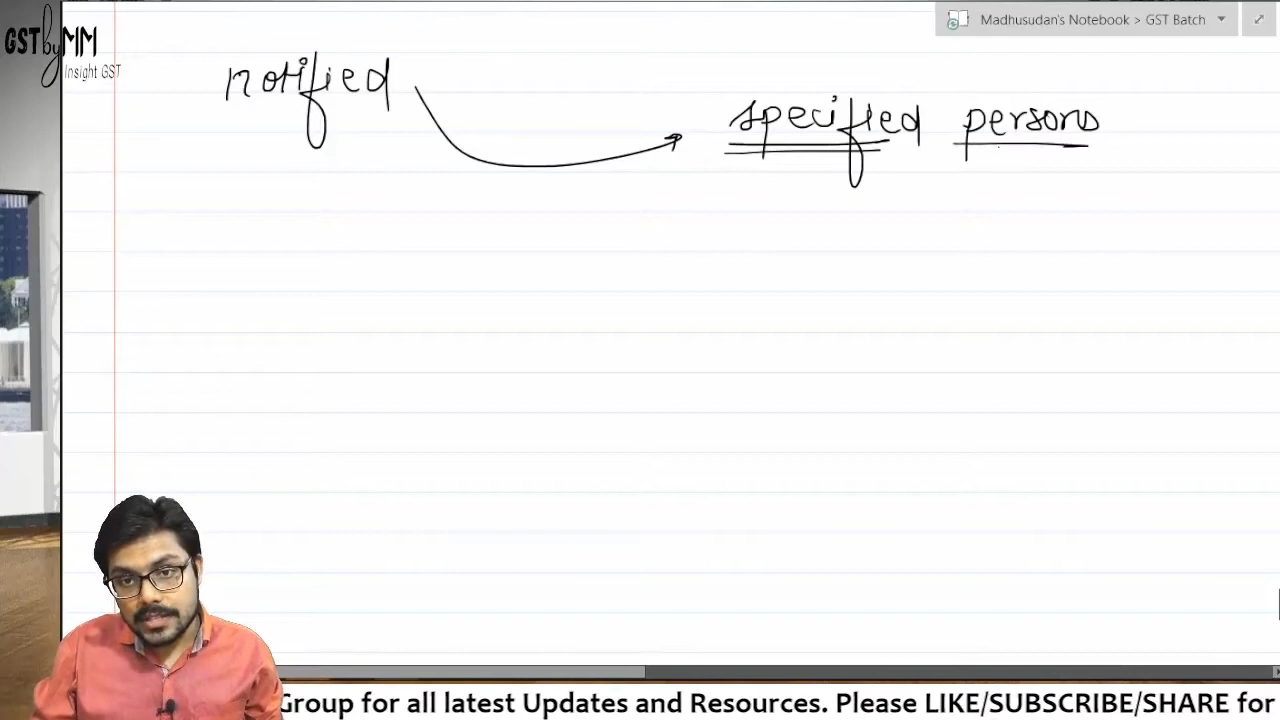 GST by MM
Insight GST
Madhusudan's Notebook > GST Batch
notified
specified persons
Group for all latest Updates and Resources. Please LIKE/SUBSCRIBE/SHARE for